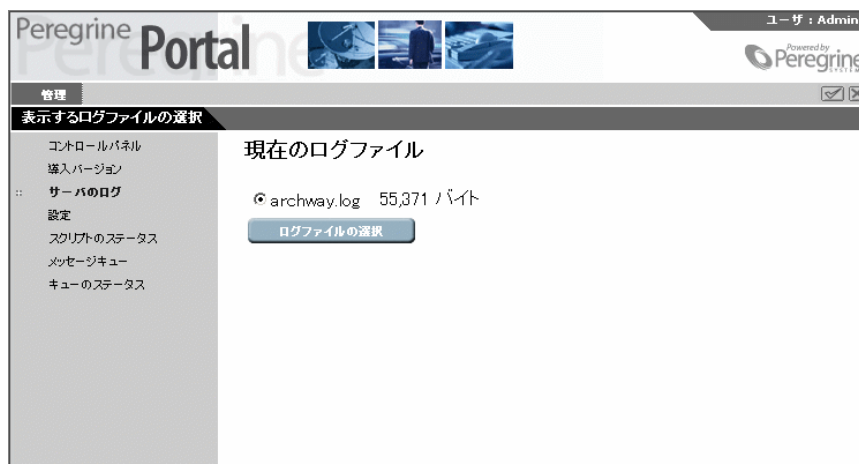 Peregrine Portal
ユーザ：Admin
Powered by
Peregrine
SYSTEM
管理
表示するログファイルの選択
コントロールパネル
導入バージョン
サーバのログ
設定
スクリプトのステータス
メッセージキュー
キューのステータス
現在のログファイル
archway.log 55,371 バイト
ログファイルの選択